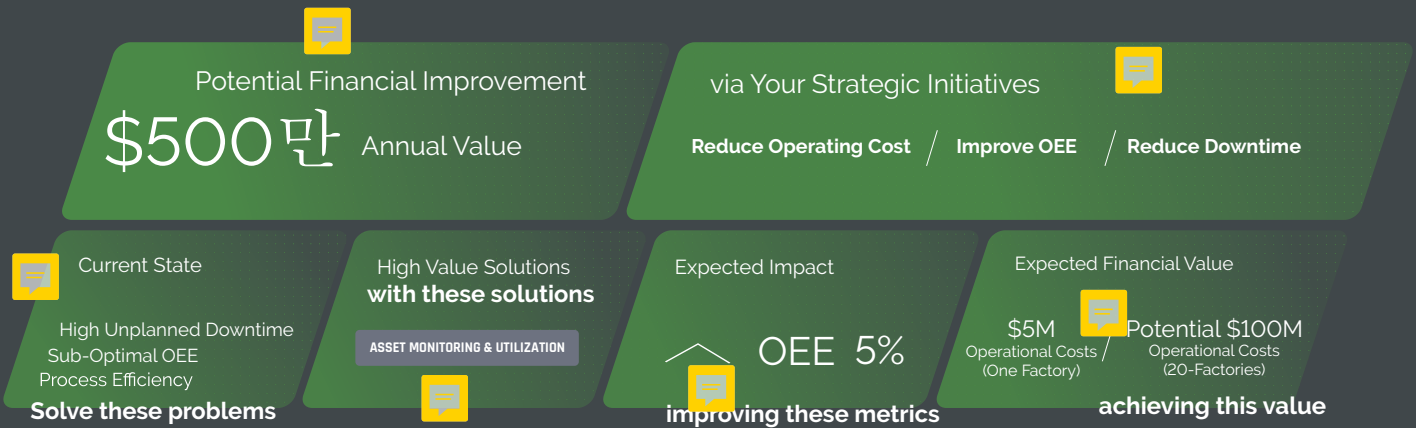 Potential Financial Improvement
$500만 Annual Value
via Your Strategic Initiatives
Reduce Operating Cost / Improve OEE / Reduce Downtime
Current State
High Unplanned Downtime
Sub-Optimal OEE
Process Efficiency
Solve these problems
High Value Solutions
with these solutions
ASSET MONITORING & UTILIZATION
Expected Impact
OEE 5%
improving these metrics
Expected Financial Value
$5M
Operational Costs
(One Factory)
/
Potential $100M
Operational Costs
(20-Factories)
achieving this value